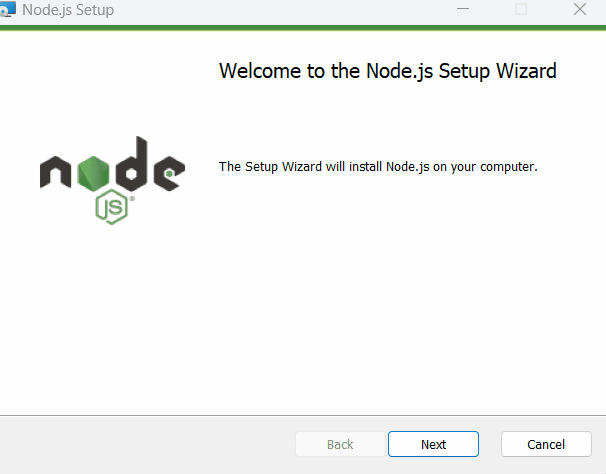 Node.js Setup
Welcome to the Node.js Setup Wizard
node
JS®
The Setup Wizard will install Node.js on your computer.
Back
Next
Cancel